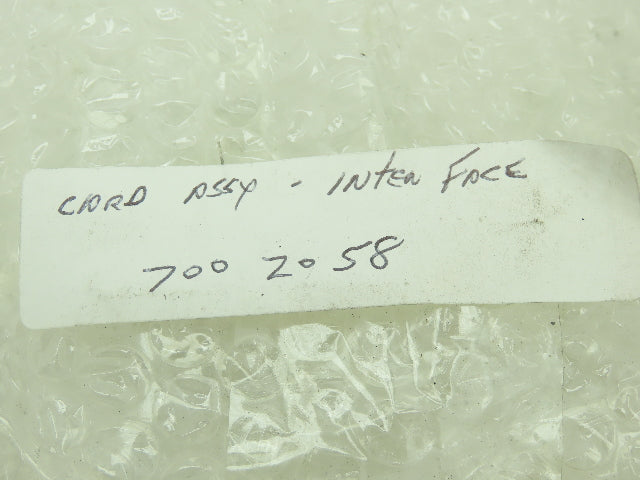 CARD ASSY - INTER FACE
700 2058